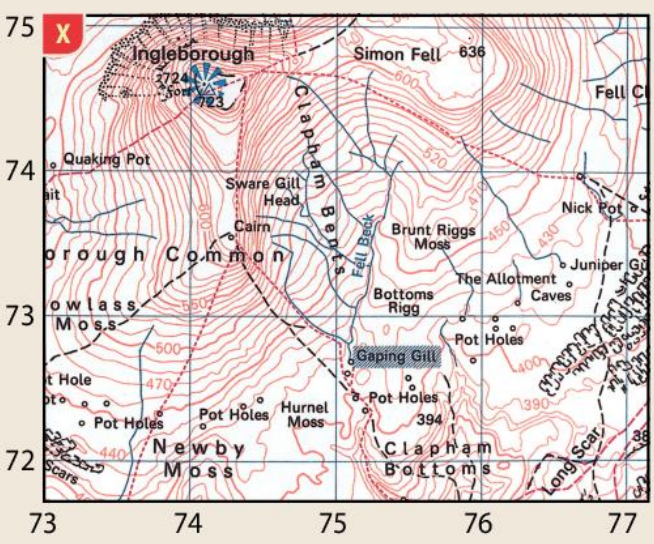 75
X
Ingleborough
Simon Fell 636
600
724
Fort
723
Fell Cl
Clapham Bents
520
74
Quaking Pot
Sware Gill
Head
410
Nick Pot
600
Fell Beck
Brunt Riggs
Moss
450
430
Cairn
orough Common
Juniper Gu
The Allotment
Caves
550
Bottoms
Rigg
owlass
Moss
73
500
Pot Holes
Gaping Gill
470
400
t Hole
Pot Holes
390
Pot Holes
Pot Holes
Hurnel
Moss
394
440
Newby
Moss
Clapham
Bottoms
Long Scar
Scars
72
73
74
75
76
77